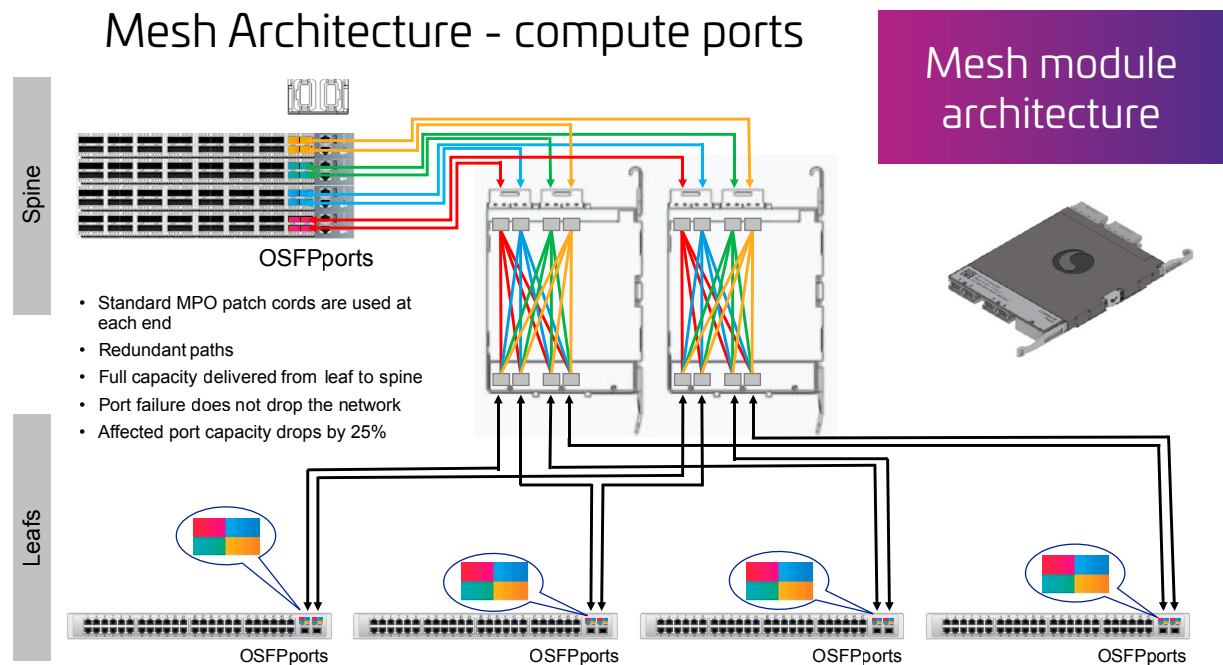 Mesh Architecture - compute ports
Mesh module
architecture
Spine
OSFPports
• Standard MPO patch cords are used at
each end
• Redundant paths
• Full capacity delivered from leaf to spine
• Port failure does not drop the network
• Affected port capacity drops by 25%
Leafs
OSFPports
OSFPports
OSFPports
OSFPports